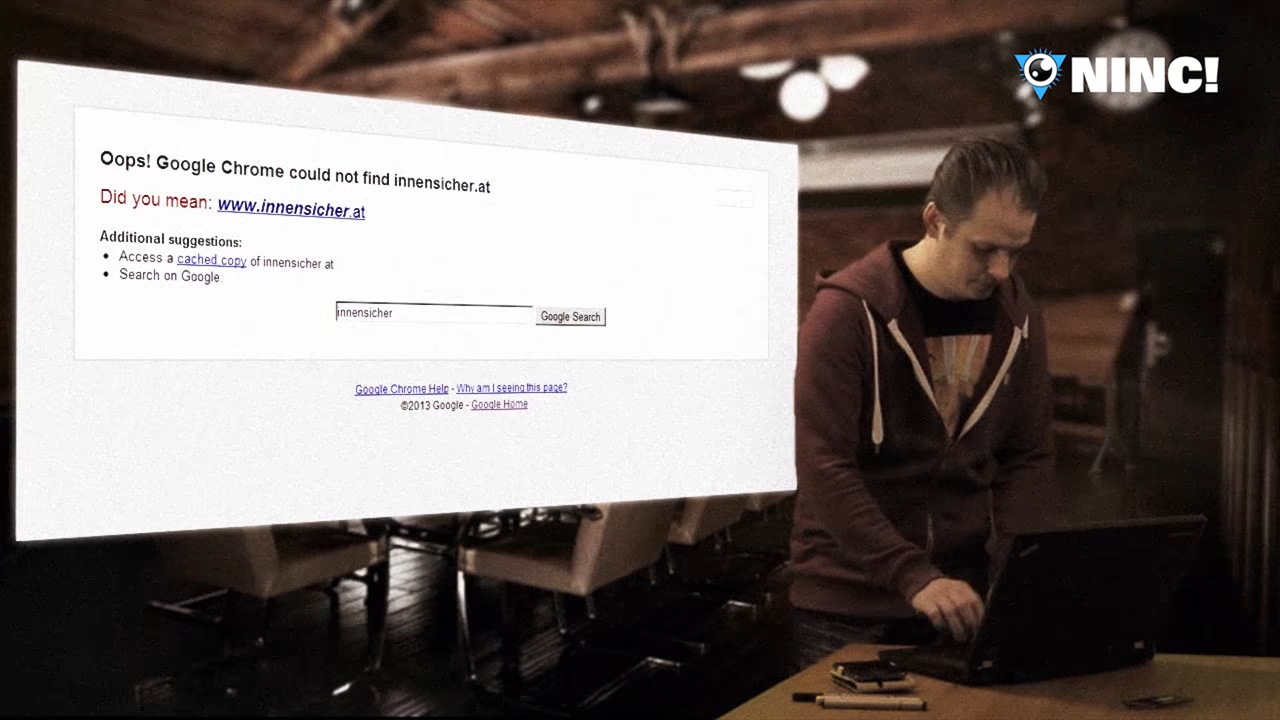 NINC!
Oops! Google Chrome could not find innensicher.at
Did you mean: www.innensicher.at
Additional suggestions:
• Access a cached copy of innensicher at
• Search on Google:
innensicher
Google Search
Google Chrome Help - Why am I seeing this page?
©2013 Google - Google Home